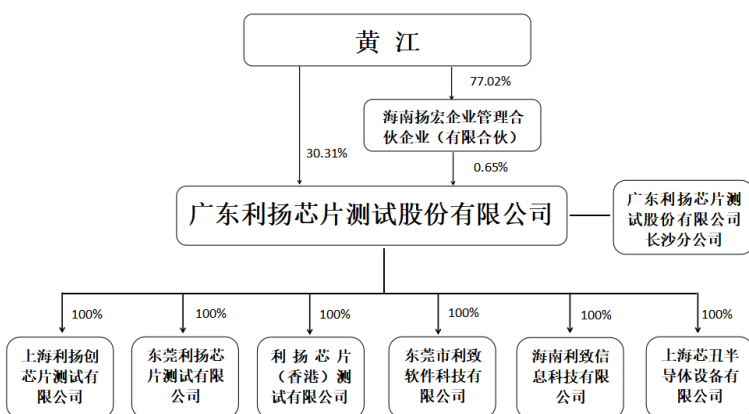 黄 江
77.02%
海南扬宏企业管理合
伙企业（有限合伙）
30.31%
0.65%
广东利扬芯片测试股份有限公司
广东利扬芯片测
试股份有限公司
长沙分公司
100%
100%
100%
100%
100%
100%
上海利扬创
芯片测试有
限公司
东莞利扬芯
片测试有限
公司
利扬芯片
（香港）测
试有限公司
东莞市利致
软件科技有
限公司
海南利致信
息科技有限
公司
上海芯丑半
导体设备有
限公司